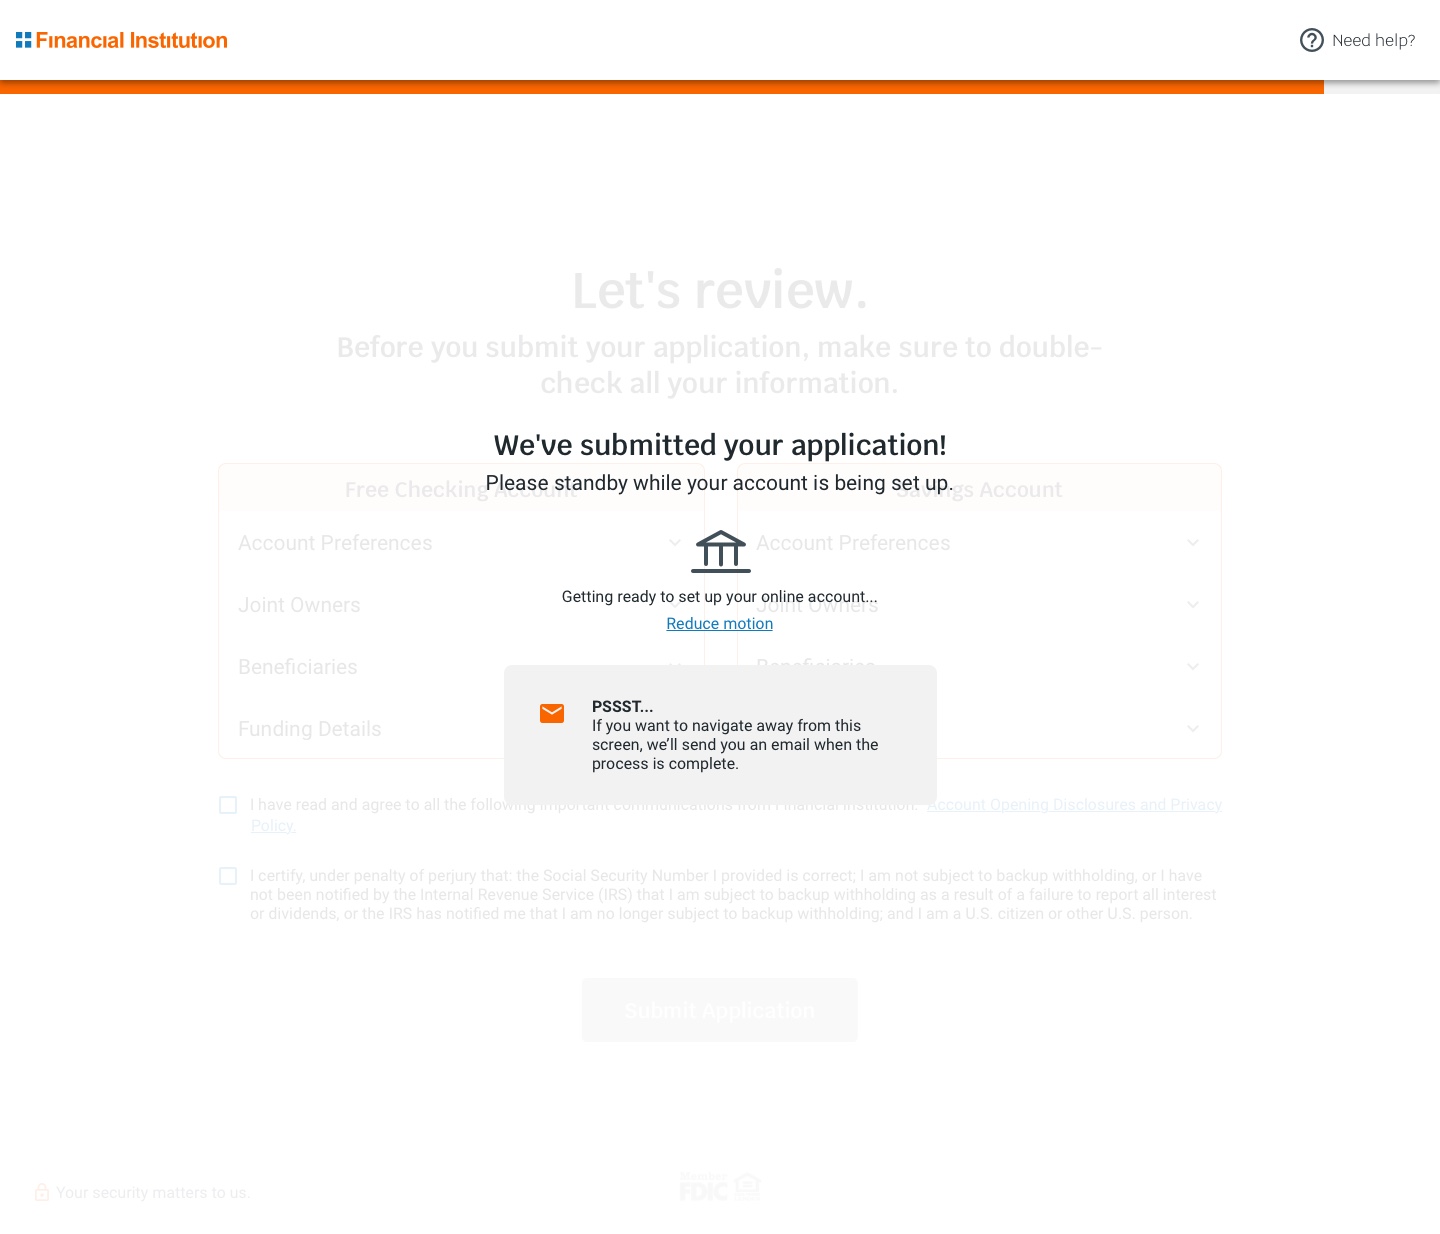 Financial Institution
Need help?
Let's review.
Before you submit your application, make sure to double-
check all your information.
We've submitted your application!
Please standby while your account is being set up.
Free Checking Account
Savings Account
Account Preferences
Account Preferences
Getting ready to set up your online account...
Joint Owners
Joint Owners
Reduce motion
Beneficiaries
Beneficiaries
PSSST...
If you want to navigate away from this
screen, we’ll send you an email when the
process is complete.
Funding Details
I have read and agree to all the following important communications from Financial Institution. Account Opening Disclosures and Privacy
Policy.
I certify, under penalty of perjury that: the Social Security Number I provided is correct; I am not subject to backup withholding, or I have
not been notified by the Internal Revenue Service (IRS) that I am subject to backup withholding as a result of a failure to report all interest
or dividends, or the IRS has notified me that I am no longer subject to backup withholding; and I am a U.S. citizen or other U.S. person.
Submit Application
Your security matters to us.
FDIC